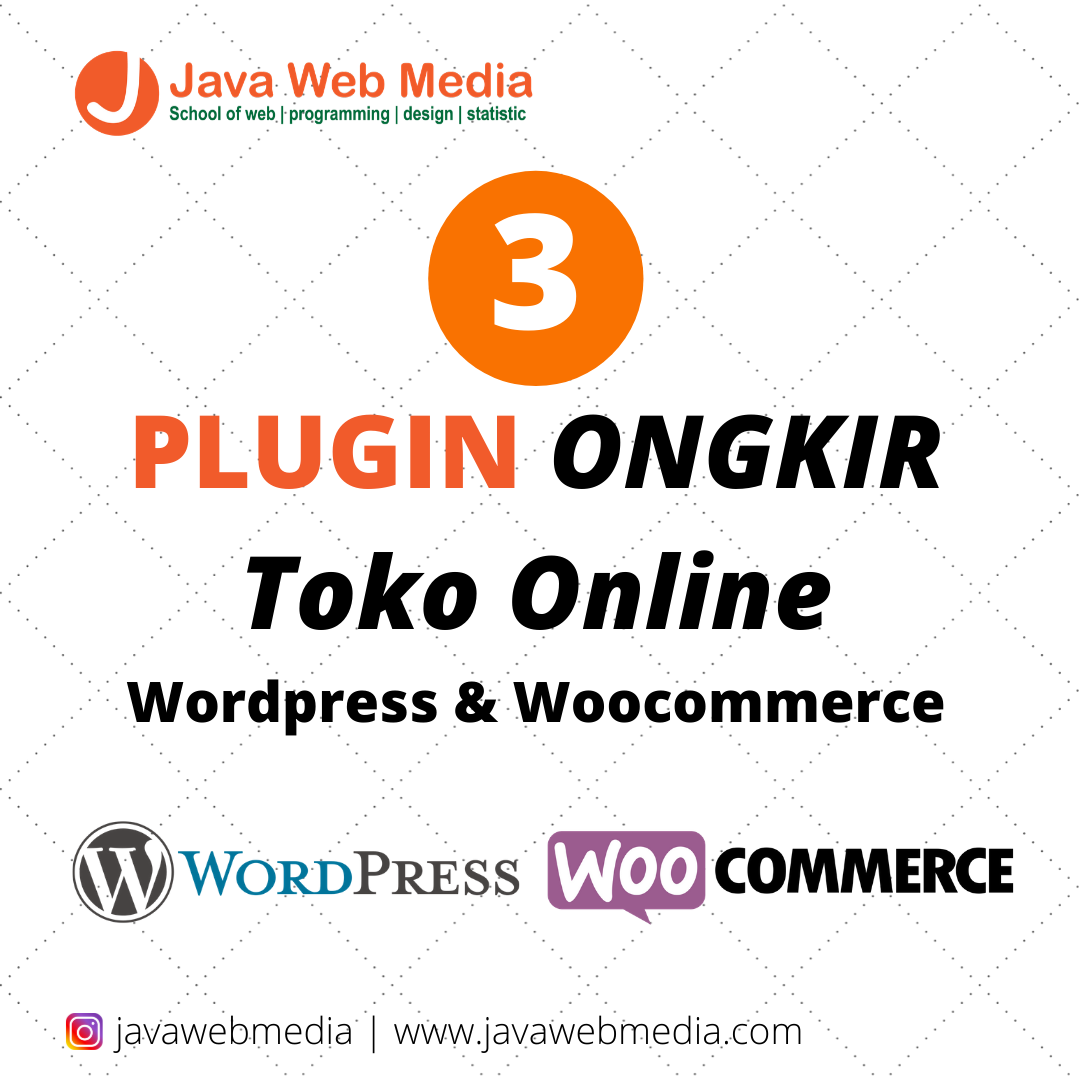 Java Web Media
School of web | programming | design | statistic
3
PLUGIN ONGKIR
Toko Online
Wordpress & Woocommerce
WORDPRESS WOO COMMERCE
javawebmedia | www.javawebmedia.com